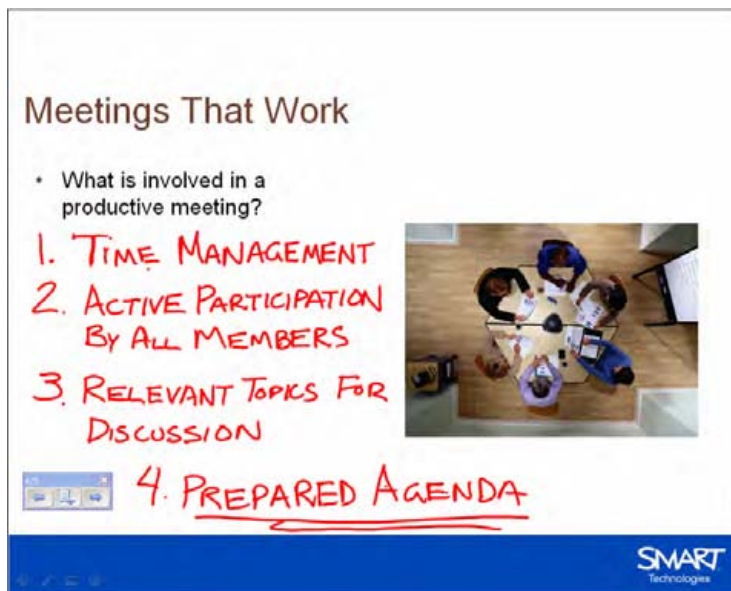 Meetings That Work
• What is involved in a
productive meeting?
1. TIME MANAGEMENT
2. ACTIVE PARTICIPATION
BY ALL MEMBERS
3. RELEVANT TOPICS FOR
DISCUSSION
4. PREPARED AGENDA
SMART
Technologies